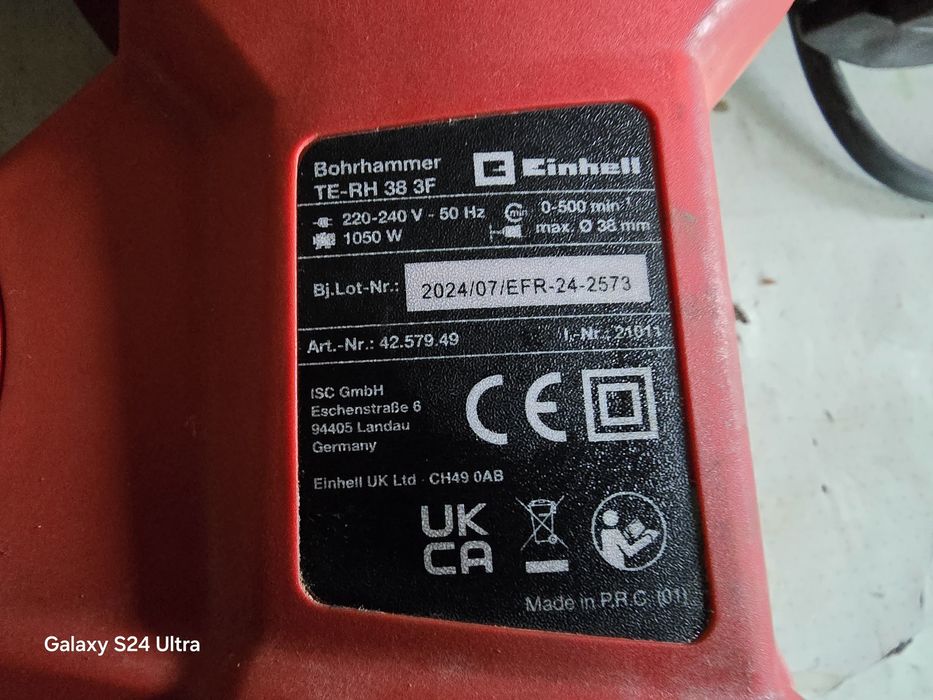 Bohrhammer
TE-RH 38 3F
Einhell
220-240 V - 50 Hz
1050 W
min
0-500 min⁻¹
max. Ø 38 mm
Bj.Lot-Nr.: 2024/07/EFR-24-2573
Art.-Nr.: 42.579.49
I.-Nr.: 21011
ISC GmbH
Eschenstraße 6
94405 Landau
Germany
CE
Einhell UK Ltd · CH49 0AB
UK
CA
Made in P.R.C. (01)
Galaxy S24 Ultra